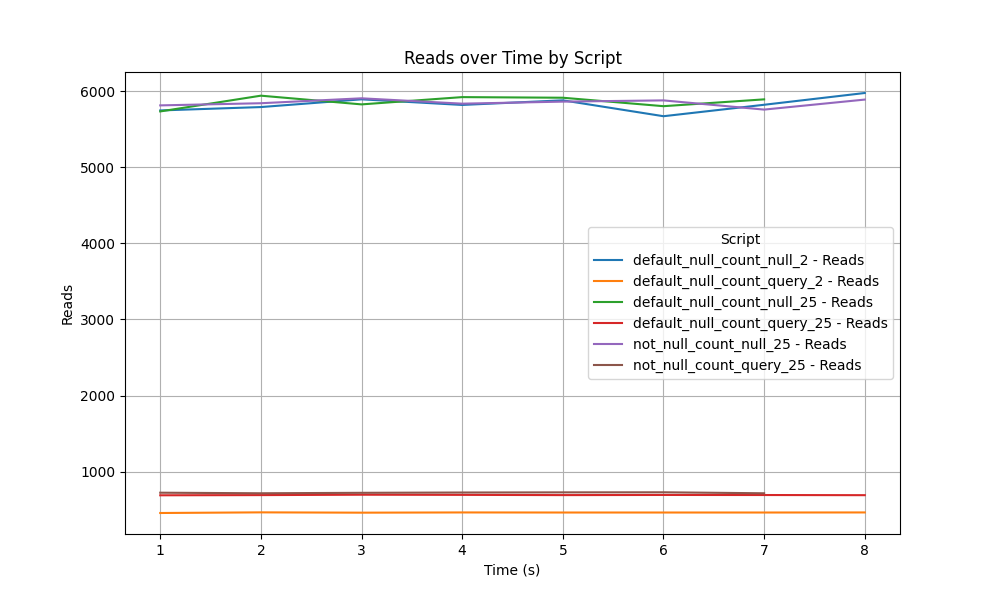 Reads over Time by Script
Reads
6000
5000
4000
3000
2000
1000
Script
default_null_count_null_2 - Reads
default_null_count_query_2 - Reads
default_null_count_null_25 - Reads
default_null_count_query_25 - Reads
not_null_count_null_25 - Reads
not_null_count_query_25 - Reads
1 2 3 4 5 6 7 8
Time (s)